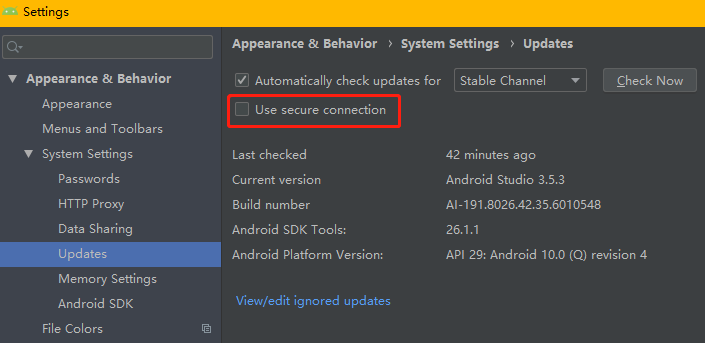 Settings
Appearance & Behavior
Appearance
Menus and Toolbars
System Settings
Passwords
HTTP Proxy
Data Sharing
Updates
Memory Settings
Android SDK
File Colors
Appearance & Behavior › System Settings › Updates
Automatically check updates for Stable Channel Check Now
Use secure connection
Last checked 42 minutes ago
Current version Android Studio 3.5.3
Build number AI-191.8026.42.35.6010548
Android SDK Tools: 26.1.1
Android Platform Version: API 29: Android 10.0 (Q) revision 4
View/edit ignored updates